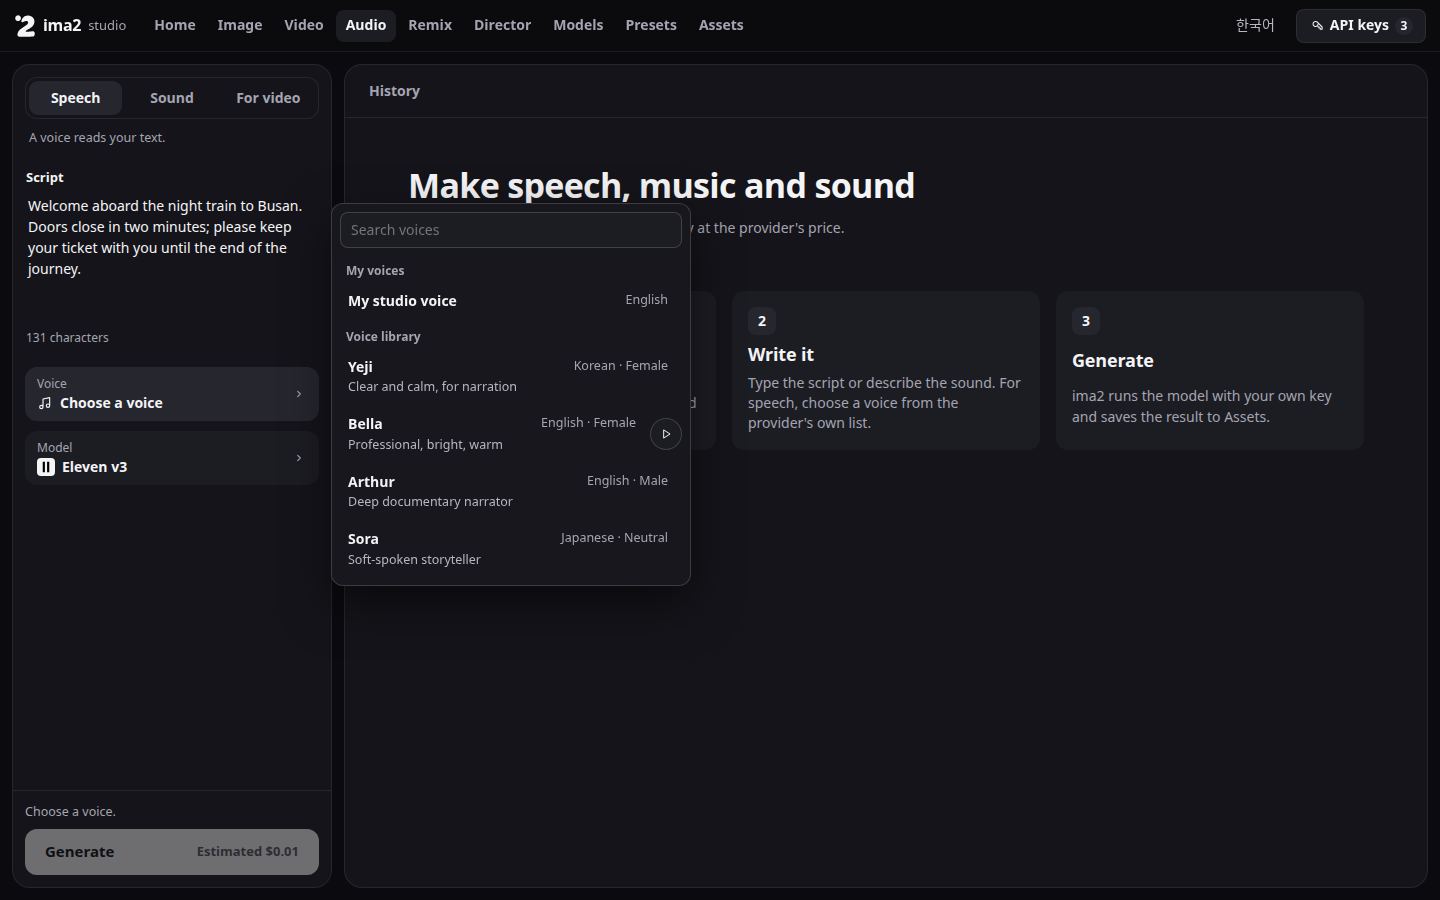 ima2 studio
Home
Image
Video
Audio
Remix
Director
Models
Presets
Assets
한국어
API keys 3
Speech
Sound
For video
A voice reads your text.
Script
Welcome aboard the night train to Busan.
Doors close in two minutes; please keep
your ticket with you until the end of the
journey.
131 characters
Voice
Choose a voice
Model
Eleven v3
Choose a voice.
Generate
Estimated $0.01
History
Make speech, music and sound
at the provider's price.
Search voices
My voices
My studio voice
English
Voice library
Yeji
Korean · Female
Clear and calm, for narration
Bella
English · Female
Professional, bright, warm
Arthur
English · Male
Deep documentary narrator
Sora
Japanese · Neutral
Soft-spoken storyteller
2
Write it
Type the script or describe the sound. For
speech, choose a voice from the
provider's own list.
3
Generate
ima2 runs the model with your own key
and saves the result to Assets.